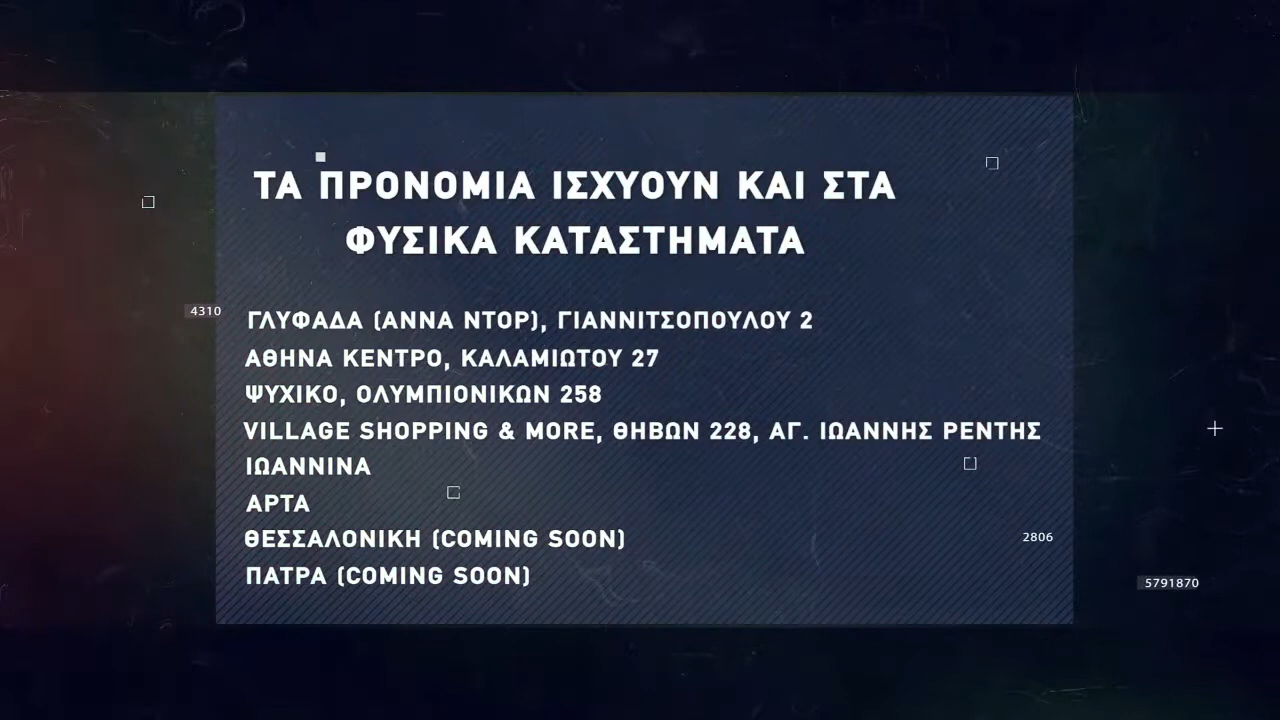 ΤΑ ΠΡΟΝΟΜΙΑ ΙΣΧΥΟΥΝ ΚΑΙ ΣΤΑ
ΦΥΣΙΚΑ ΚΑΤΑΣΤΗΜΑΤΑ
4310
ΓΛΥΦΑΔΑ (ΑΝΝΑ ΝΤΟΡ), ΓΙΑΝΝΙΤΣΟΠΟΥΛΟΥ 2
ΑΘΗΝΑ ΚΕΝΤΡΟ, ΚΑΛΑΜΙΩΤΟΥ 27
ΨΥΧΙΚΟ, ΟΛΥΜΠΙΟΝΙΚΩΝ 258
VILLAGE SHOPPING & MORE, ΘΗΒΩΝ 228, ΑΓ. ΙΩΑΝΝΗΣ ΡΕΝΤΗΣ
ΙΩΑΝΝΙΝΑ
ΑΡΤΑ
ΘΕΣΣΑΛΟΝΙΚΗ (COMING SOON)
2806
ΠΑΤΡΑ (COMING SOON)
5791870